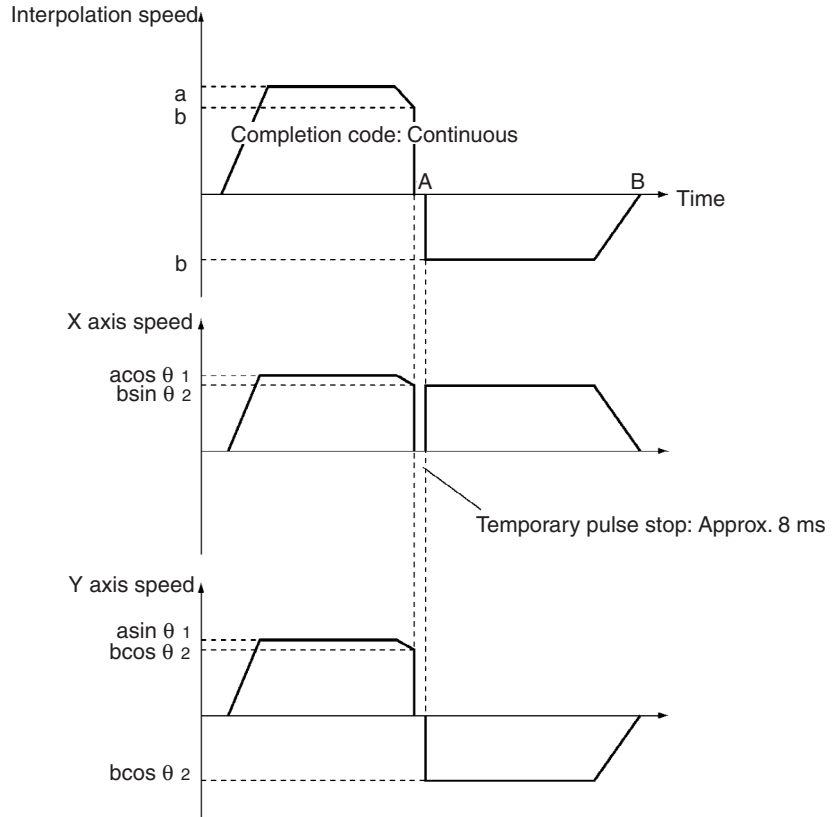 Interpolation speed
a
b
Completion code: Continuous
A
B
Time
b
X axis speed
acos θ 1
bsin θ 2
Temporary pulse stop: Approx. 8 ms
Y axis speed
asin θ 1
bcos θ 2
bcos θ 2